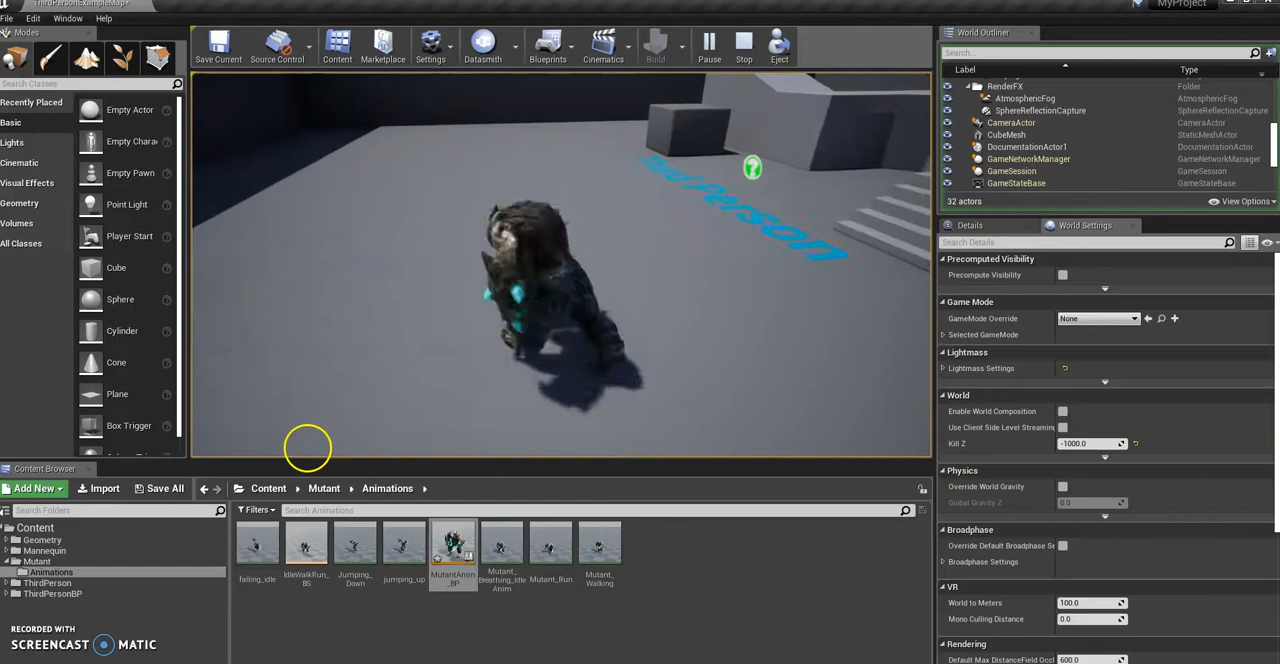 ThirdPersonExampleMap*
MyProject
File Edit Window Help
Modes
Search Classes
Recently Placed
Basic
Lights
Cinematic
Visual Effects
Geometry
Volumes
All Classes
Empty Actor
Empty Chara
Empty Pawn
Point Light
Player Start
Cube
Sphere
Cylinder
Cone
Plane
Box Trigger
Save Current
Source Control
Content
Marketplace
Settings
Datasmith
Blueprints
Cinematics
Build
Pause
Stop
Eject
Third Person
World Outliner
Search...
Label Type
RenderFX Folder
AtmosphericFog AtmosphericFog
SphereReflectionCapture SphereReflectionCapture
CameraActor CameraActor
CubeMesh StaticMeshActor
DocumentationActor1 DocumentationActor
GameNetworkManager GameNetworkManager
GameSession GameSession
GameStateBase GameStateBase
32 actors View Options
Details World Settings
Search Details
Precomputed Visibility
Precompute Visibility
Game Mode
GameMode Override None
Selected GameMode
Lightmass
Lightmass Settings
World
Enable World Composition
Use Client Side Level Streaming
Kill Z -1000.0
Physics
Override World Gravity
Global Gravity Z 0.0
Broadphase
Override Default Broadphase Se
Broadphase Settings
VR
World to Meters 100.0
Mono Culling Distance 0.0
Rendering
Default Max DistanceField Occl 600.0
Content Browser
Add New Import Save All Content Mutant Animations
Search Folders
Filters Search Animations
Content
Geometry
Mannequin
Mutant
Animations
ThirdPerson
ThirdPersonBP
falling_idle
IdleWalkRun_
BS
Jumping_
Down
jumping_up
MutantAnim
_BP
Mutant_
Breathing_Idle
Anim
Mutant_Run
Mutant_
Walking
RECORDED WITH
SCREENCAST MATIC